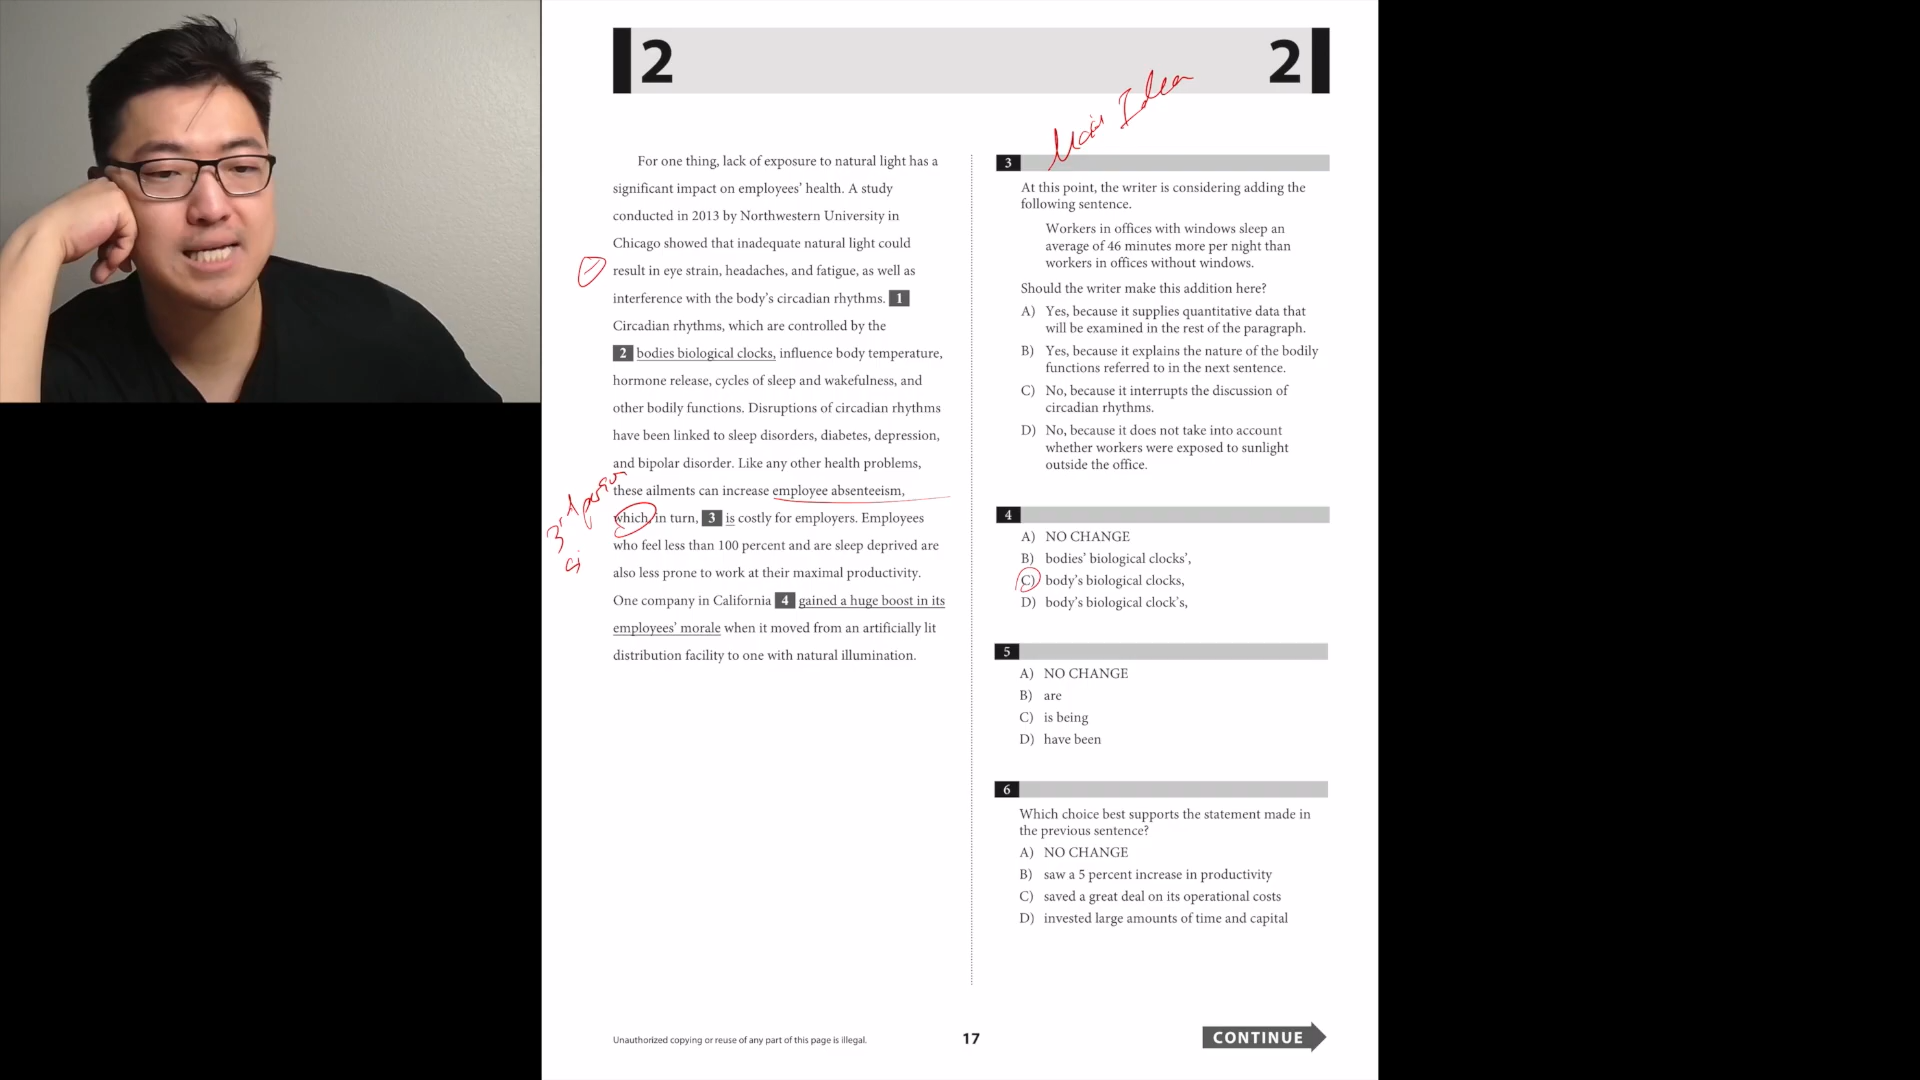 2
2
Main Idea
For one thing, lack of exposure to natural light has a
significant impact on employees’ health. A study
conducted in 2013 by Northwestern University in
Chicago showed that inadequate natural light could
result in eye strain, headaches, and fatigue, as well as
interference with the body’s circadian rhythms. 1
Circadian rhythms, which are controlled by the
2 bodies biological clocks, influence body temperature,
hormone release, cycles of sleep and wakefulness, and
other bodily functions. Disruptions of circadian rhythms
have been linked to sleep disorders, diabetes, depression,
and bipolar disorder. Like any other health problems,
these ailments can increase employee absenteeism,
which, in turn, 3 is costly for employers. Employees
who feel less than 100 percent and are sleep deprived are
also less prone to work at their maximal productivity.
One company in California 4 gained a huge boost in its
employees’ morale when it moved from an artificially lit
distribution facility to one with natural illumination.
3rd person
si
3
At this point, the writer is considering adding the
following sentence.
Workers in offices with windows sleep an
average of 46 minutes more per night than
workers in offices without windows.
Should the writer make this addition here?
A) Yes, because it supplies quantitative data that
will be examined in the rest of the paragraph.
B) Yes, because it explains the nature of the bodily
functions referred to in the next sentence.
C) No, because it interrupts the discussion of
circadian rhythms.
D) No, because it does not take into account
whether workers were exposed to sunlight
outside the office.
4
A) NO CHANGE
B) bodies’ biological clocks’,
C) body’s biological clocks,
D) body’s biological clock’s,
5
A) NO CHANGE
B) are
C) is being
D) have been
6
Which choice best supports the statement made in
the previous sentence?
A) NO CHANGE
B) saw a 5 percent increase in productivity
C) saved a great deal on its operational costs
D) invested large amounts of time and capital
Unauthorized copying or reuse of any part of this page is illegal.
17
CONTINUE